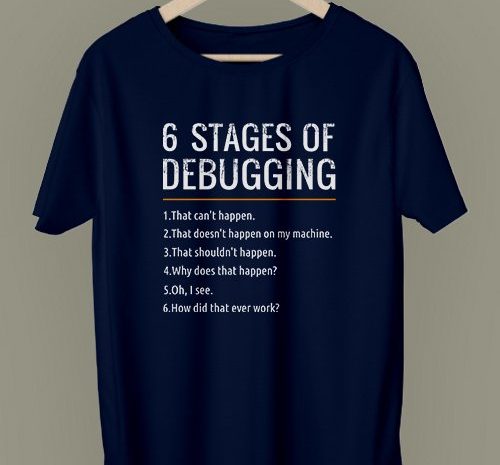 6 STAGES OF
DEBUGGING
1.That can't happen.
2.That doesn't happen on my machine.
3.That shouldn't happen.
4.Why does that happen?
5.Oh, I see.
6.How did that ever work?